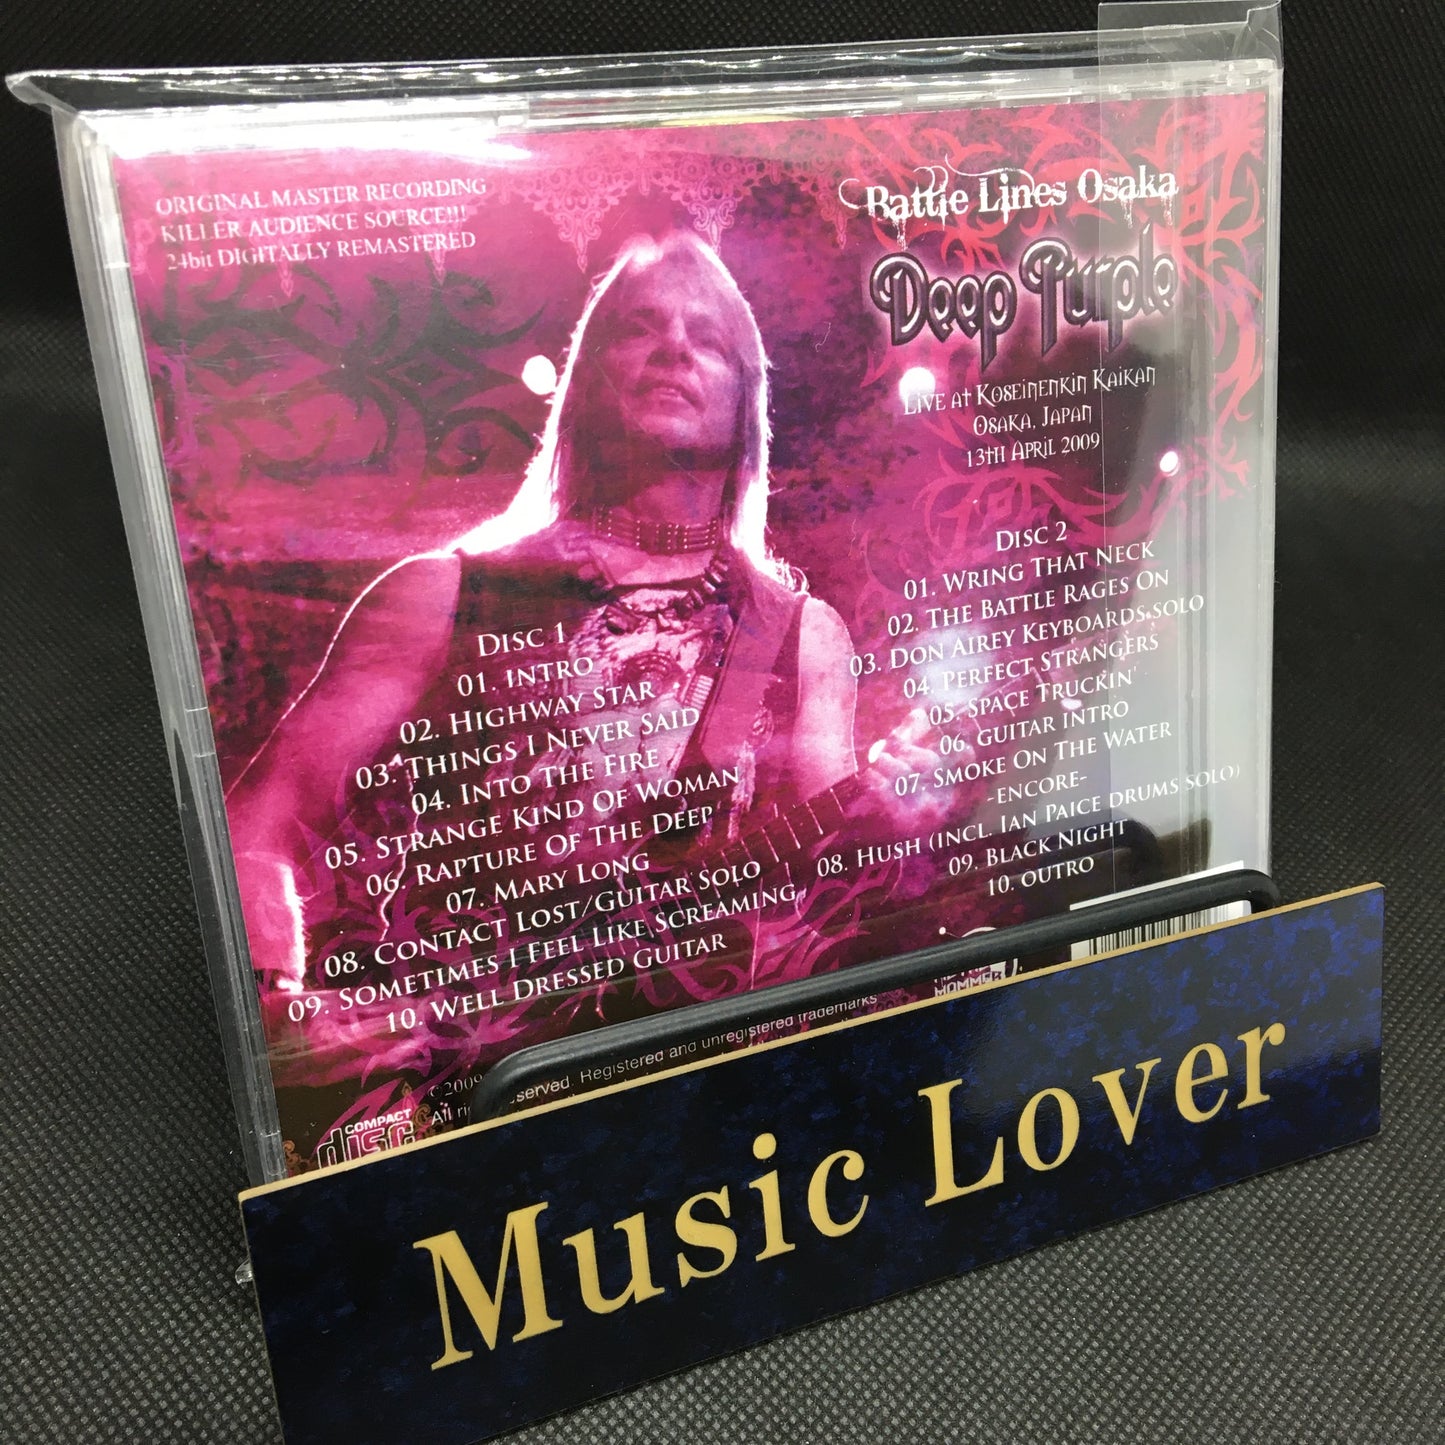 ORIGINAL MASTER RECORDING
KILLER AUDIENCE SOURCE!!!
24bit DIGITALLY REMASTERED
Battle Lines Osaka
Deep Purple
Live at Koseinenkin Kaikan
Osaka, Japan
13th April 2009
Disc 1
01. intro
02. Highway Star
03. Things I Never Said
04. Into The Fire
05. Strange Kind Of Woman
06. Rapture Of The Deep
07. Mary Long
08. Contact Lost/Guitar solo
09. Sometimes I Feel Like Screaming
10. Well Dressed Guitar
Disc 2
01. Wring That Neck
02. The Battle Rages On
03. Don Airey Keyboards solo
04. Perfect Strangers
05. Space Truckin'
06. guitar intro
07. Smoke On The Water
-encore-
08. Hush (incl. Ian Paice drums solo)
09. Black Night
10. outro
© 2009
All served. Registered and unregistered trademarks
COMPACT
disc
Music Lover